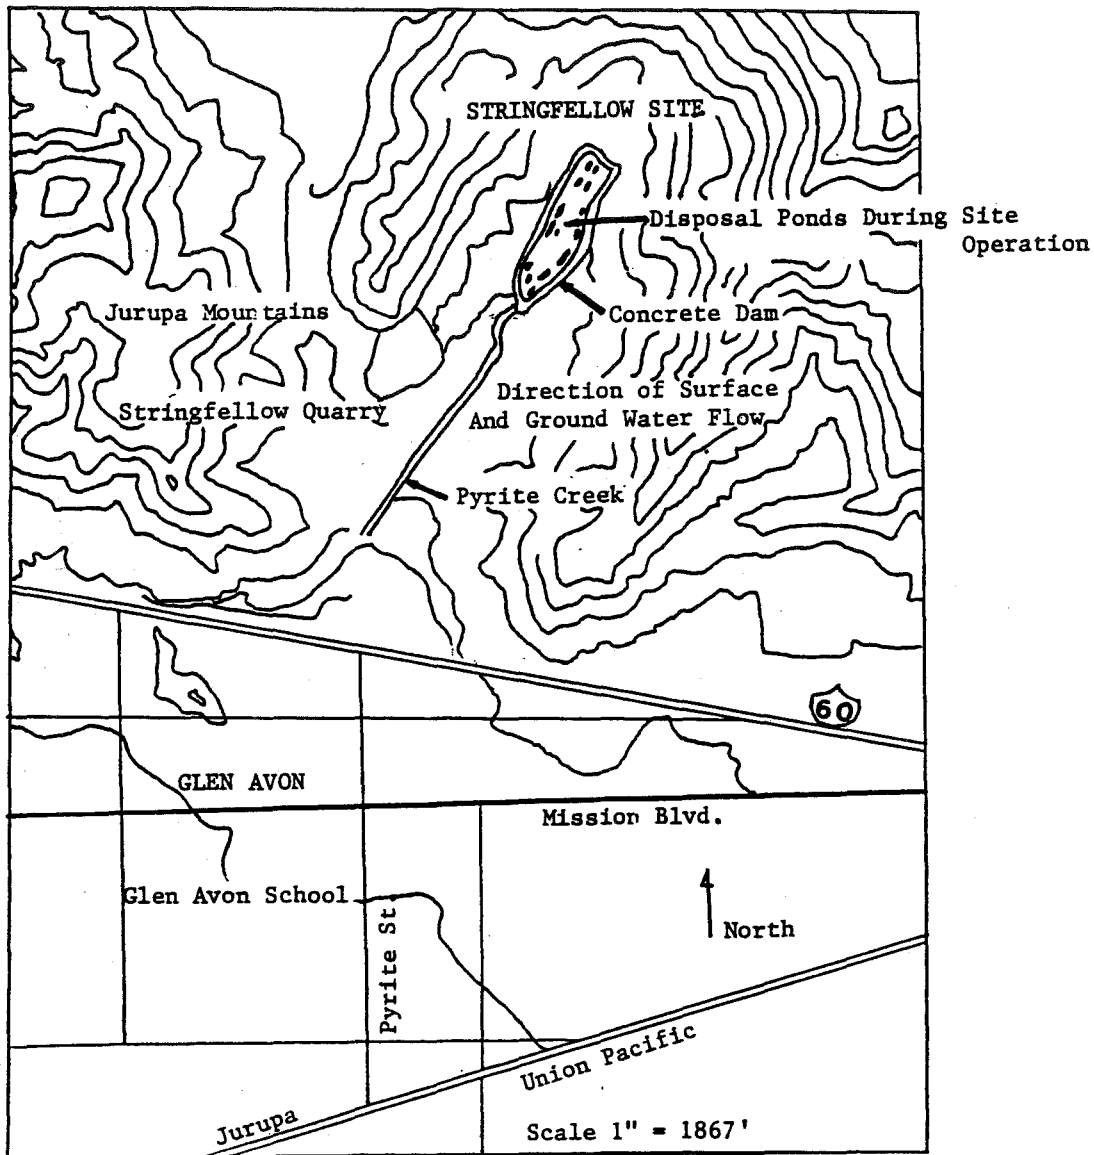 STRINGFELLOW SITE
Disposal Ponds During Site
Operation
Jurupa Mountains
Concrete Dam
Direction of Surface
And Ground Water Flow
Stringfellow Quarry
Pyrite Creek
60
GLEN AVON
Mission Blvd.
Glen Avon School
Pyrite St.
North
Union Pacific
Jurupa
Scale 1" = 1867'